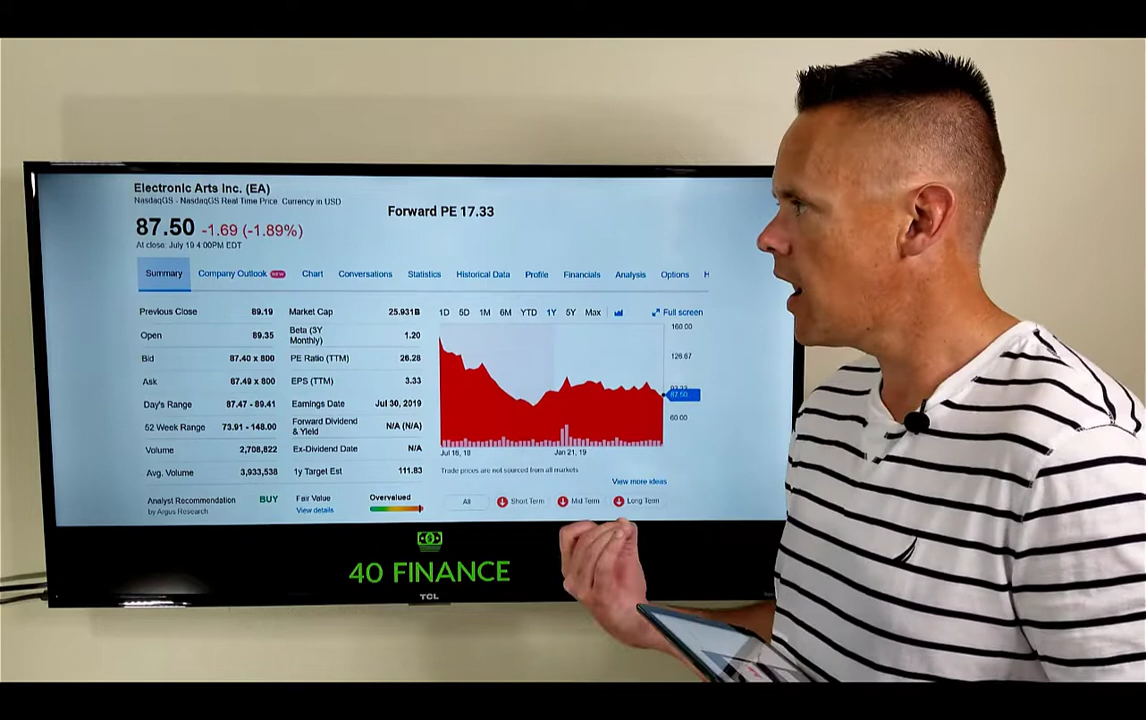 Electronic Arts Inc. (EA)
NasdaqGS - NasdaqGS Real Time Price Currency in USD
Forward PE 17.33
87.50 -1.69 (-1.89%)
At close: July 19 4:00PM EDT
Summary Company Outlook NEW Chart Conversations Statistics Historical Data Profile Financials Analysis Options H
Previous Close 89.19
Open 89.35
Bid 87.40 x 800
Ask 87.49 x 800
Day's Range 87.47 - 89.41
52 Week Range 73.91 - 148.00
Volume 2,708,822
Avg. Volume 3,933,538
Market Cap 25.931B
Beta (3Y
Monthly) 1.20
PE Ratio (TTM) 26.28
EPS (TTM) 3.33
Earnings Date Jul 30, 2019
Forward Dividend
& Yield N/A (N/A)
Ex-Dividend Date N/A
1y Target Est 111.83
1D 5D 1M 6M YTD 1Y 5Y Max Full screen
160.00
126.67
93.33
87.50
60.00
Jul 16, 18 Jan 21, 19
Trade prices are not sourced from all markets
View more ideas
Analyst Recommendation BUY
by Argus Research
Fair Value Overvalued
View details
All Short Term Mid Term Long Term
40 FINANCE
TCL